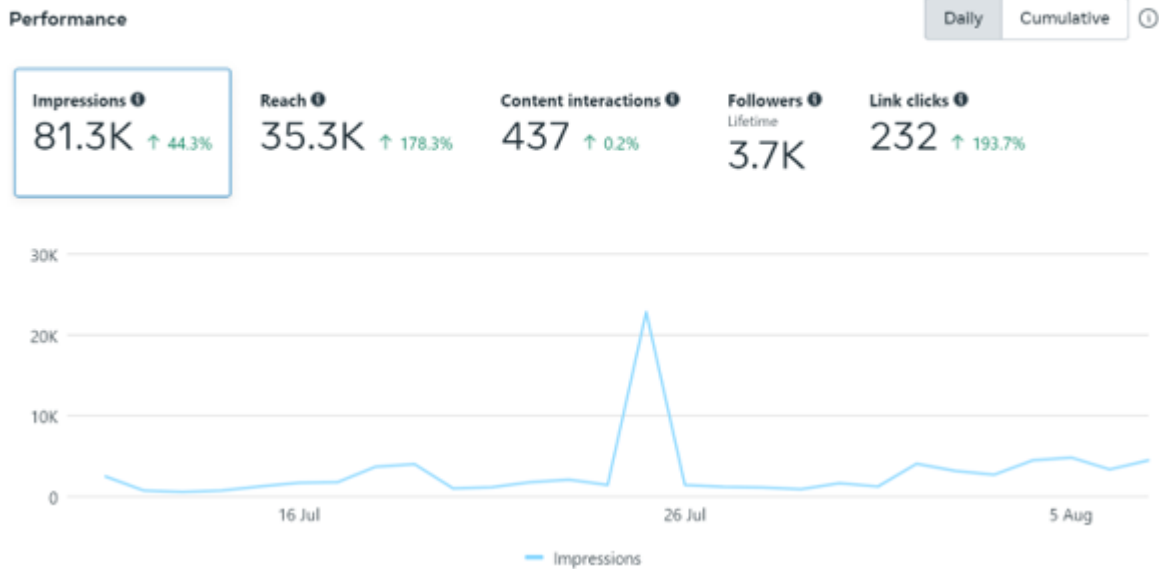 Performance
Daily Cumulative
Impressions Reach Content interactions Followers Link clicks
Lifetime
81.3K ↑ 44.3% 35.3K ↑ 178.3% 437 ↑ 0.2% 3.7K 232 ↑ 193.7%
30K
20K
10K
0
16 Jul 26 Jul 5 Aug
Impressions